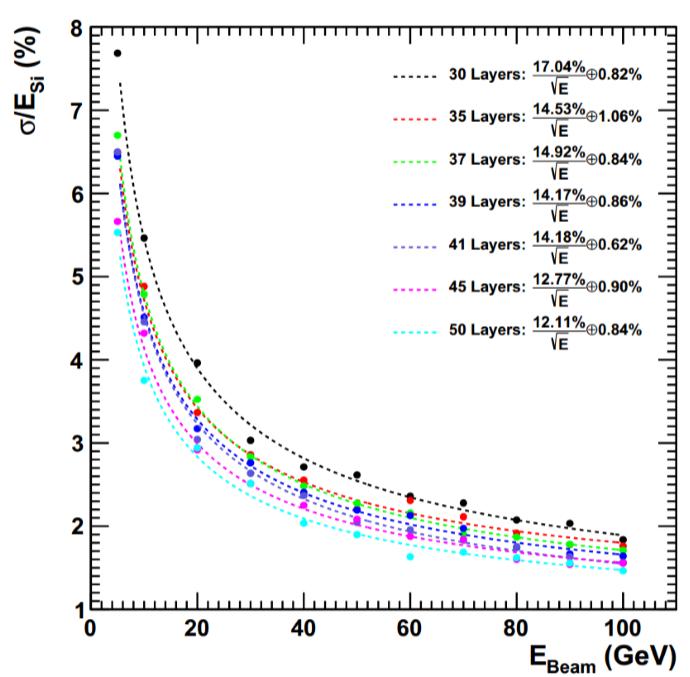 σ/E_Si (%)
8
7
6
5
4
3
2
1
30 Layers: 17.04%/√E ⊕0.82%
35 Layers: 14.53%/√E ⊕1.06%
37 Layers: 14.92%/√E ⊕0.84%
39 Layers: 14.17%/√E ⊕0.86%
41 Layers: 14.18%/√E ⊕0.62%
45 Layers: 12.77%/√E ⊕0.90%
50 Layers: 12.11%/√E ⊕0.84%
0 20 40 60 80 100
E_Beam (GeV)